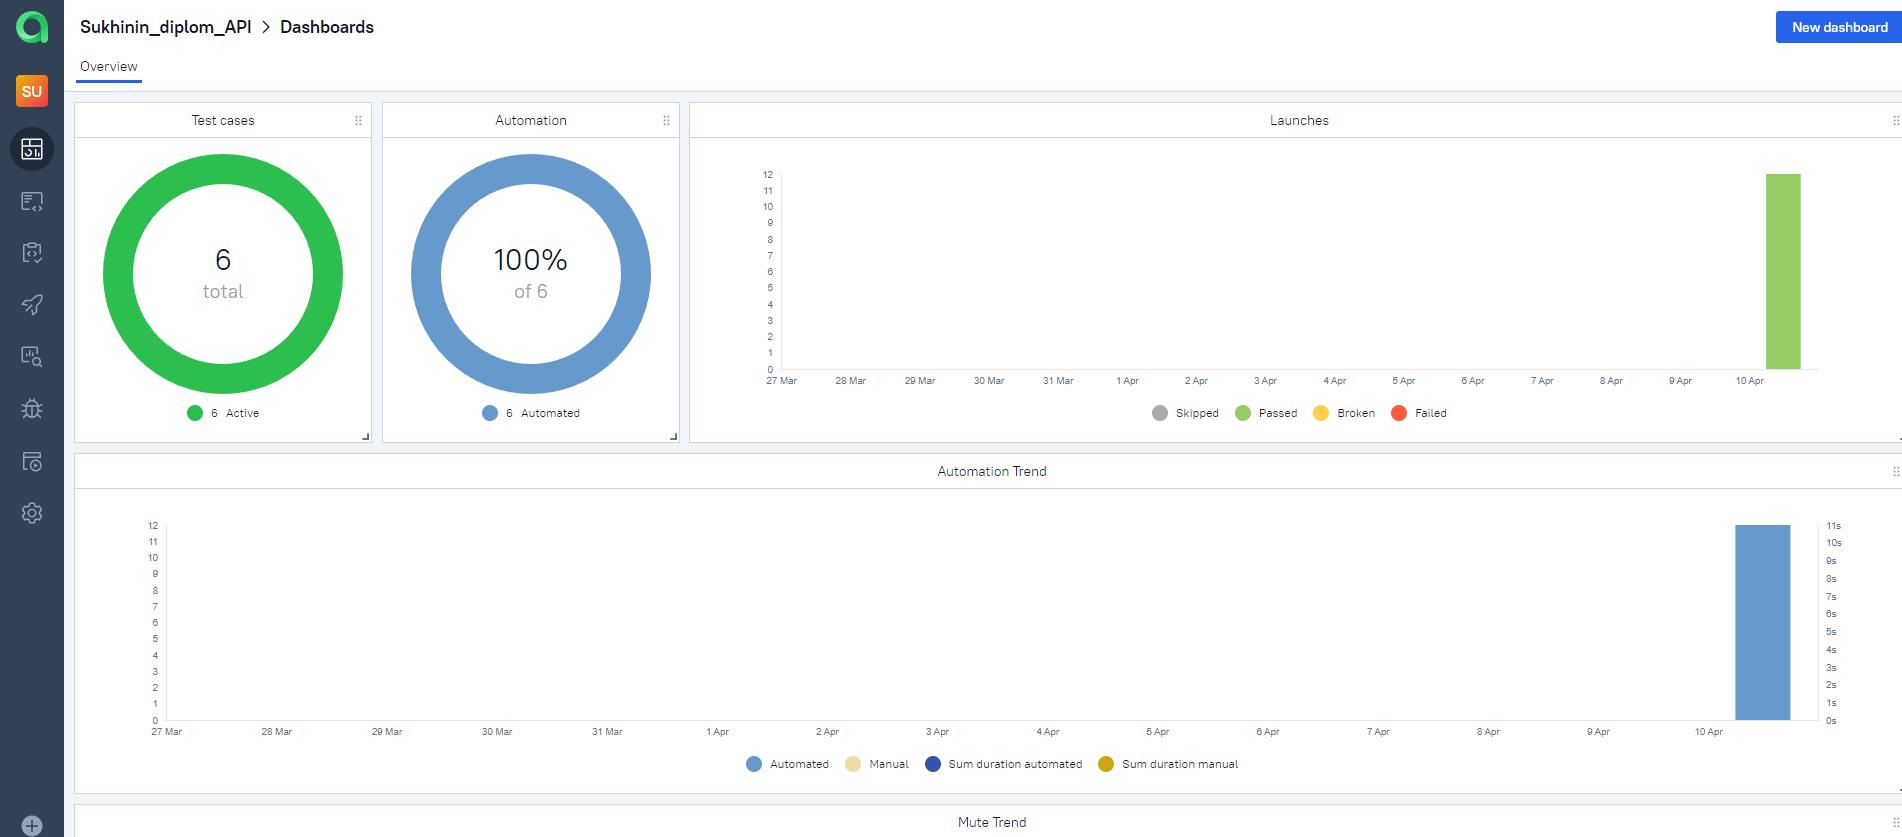 Sukhinin_diplom_API > Dashboards
New dashboard
Overview
SU
Test cases
6
total
6 Active
Automation
100%
of 6
6 Automated
Launches
12
11
10
9
8
7
6
5
4
3
2
1
0
27 Mar 28 Mar 29 Mar 30 Mar 31 Mar 1 Apr 2 Apr 3 Apr 4 Apr 5 Apr 6 Apr 7 Apr 8 Apr 9 Apr 10 Apr
Skipped Passed Broken Failed
Automation Trend
12
11
10
9
8
7
6
5
4
3
2
1
0
11s
10s
9s
8s
7s
6s
5s
4s
3s
2s
1s
0s
27 Mar 28 Mar 29 Mar 30 Mar 31 Mar 1 Apr 2 Apr 3 Apr 4 Apr 5 Apr 6 Apr 7 Apr 8 Apr 9 Apr 10 Apr
Automated Manual Sum duration automated Sum duration manual
Mute Trend